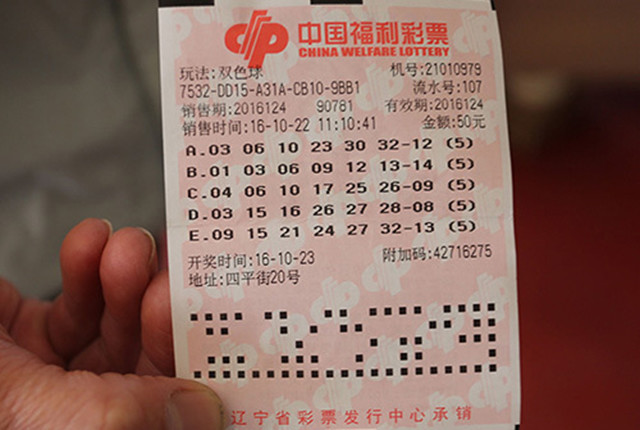 中国福利彩票
CHINA WELFARE LOTTERY
玩法:双色球 机号:21010979
7532-DD15-A31A-CB10-9BB1 流水号:107
销售期:2016124 90781 有效期:2016124
销售时间:16-10-22 11:10:41 金额:50元
A.03 06 10 23 30 32-12 (5)
B.01 03 06 09 12 13-14 (5)
C.04 06 10 17 25 26-09 (5)
D.03 15 16 26 27 28-08 (5)
E.09 15 21 24 27 32-13 (5)
开奖时间:16-10-23 附加码:42716275
地址:四平街20号
辽宁省彩票发行中心承销